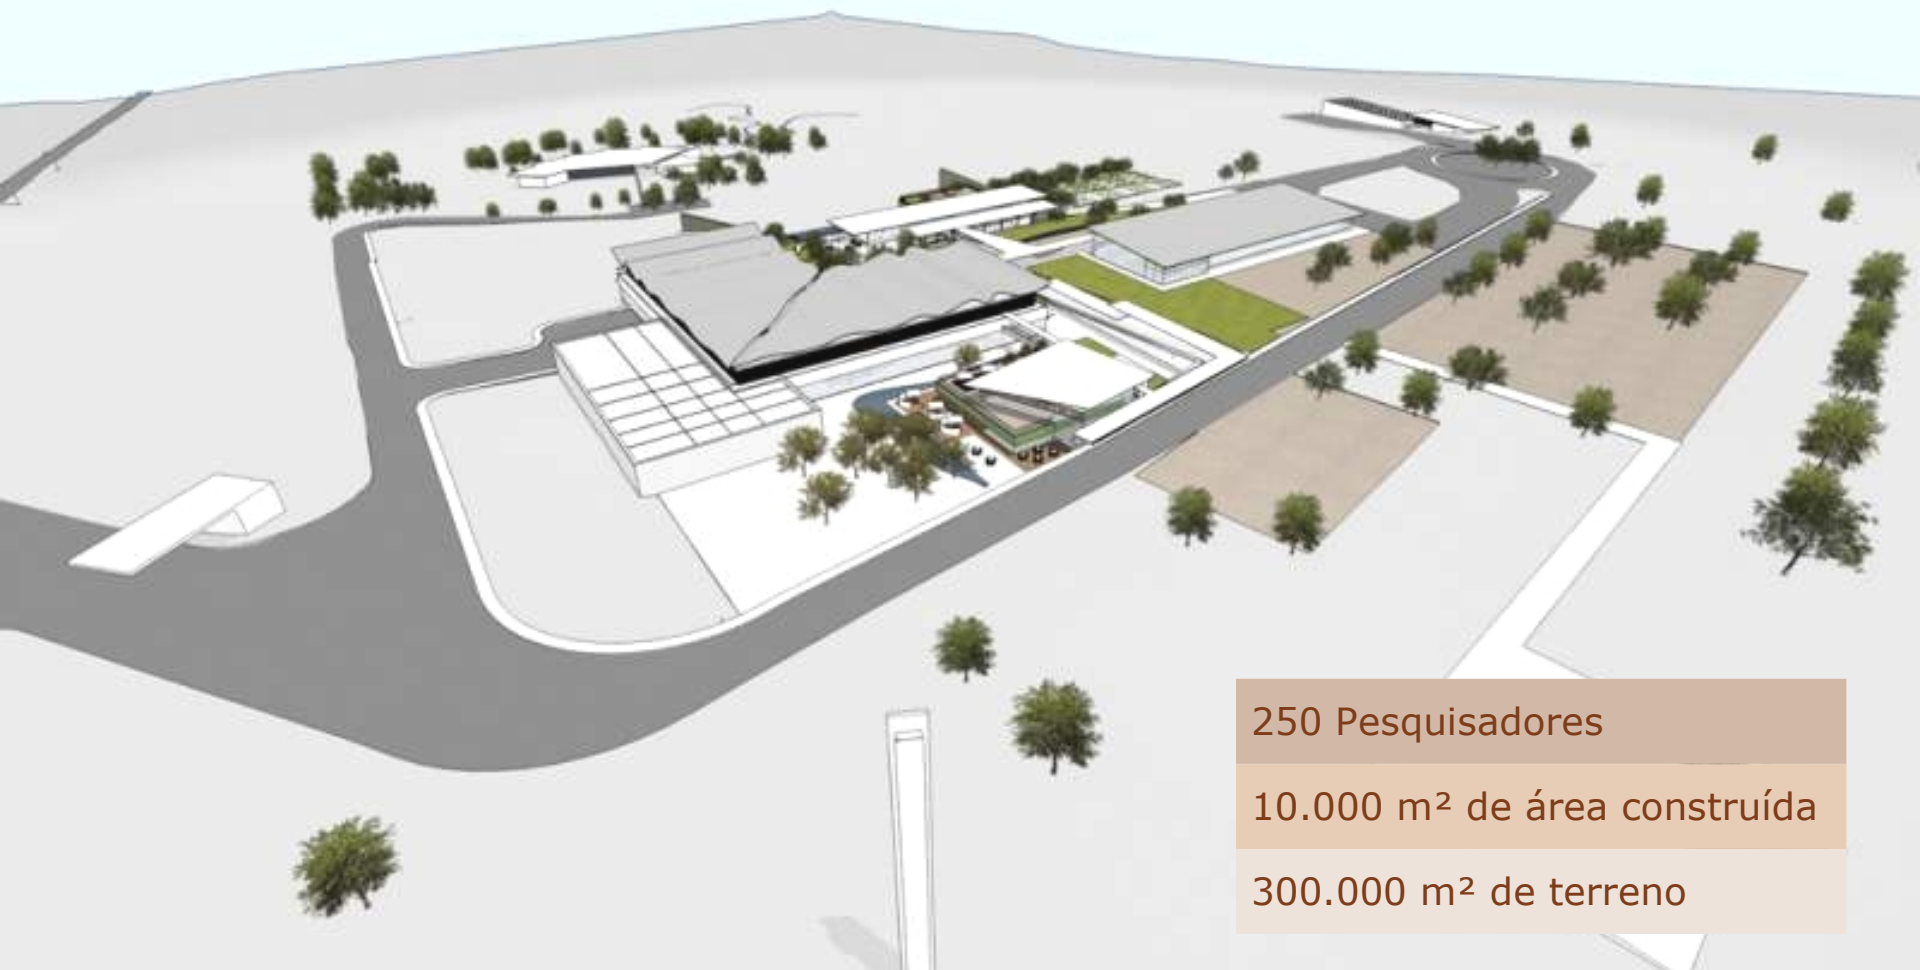 250 Pesquisadores
10.000 m² de área construída
300.000 m² de terreno